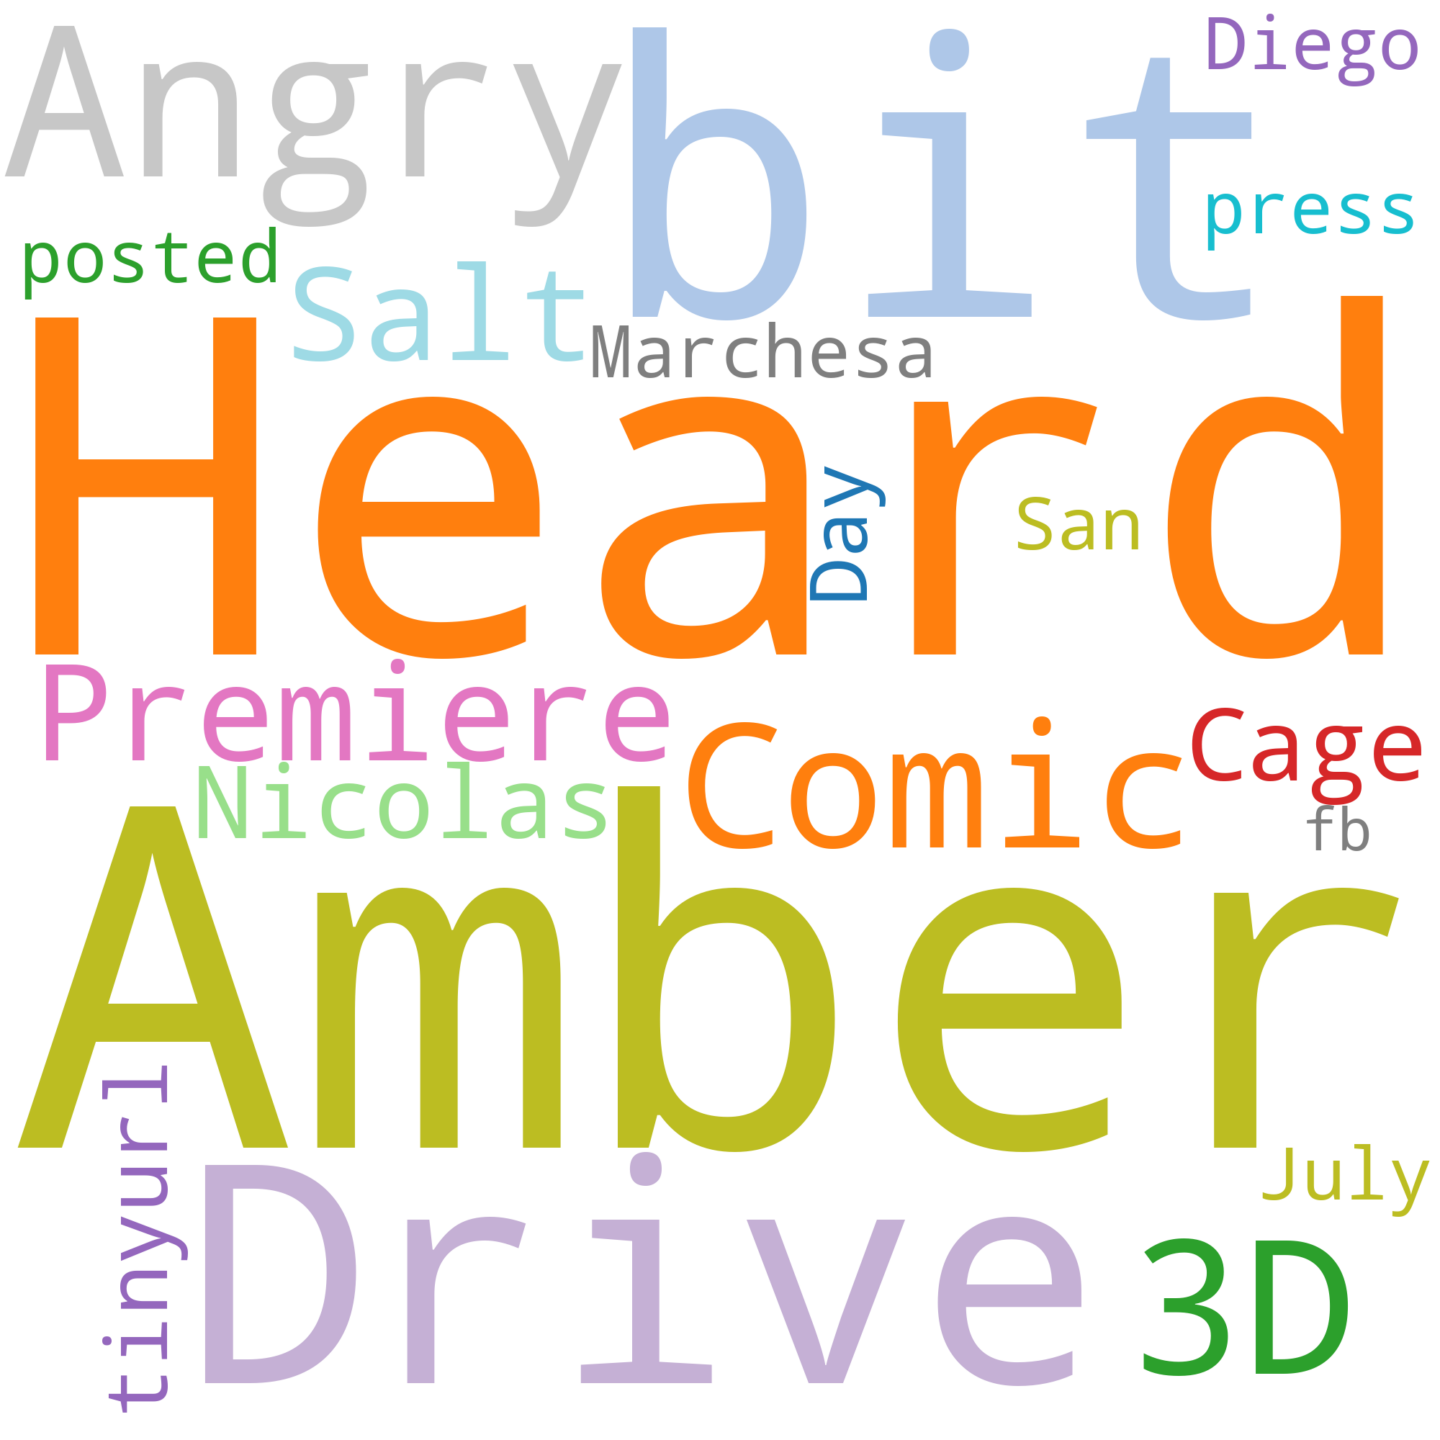 Angry
bit
Diego
press
posted
Salt
Marchesa
Heard
Day
San
Premiere
Comic
Cage
Nicolas
fb
Amber
tinyurl
July
Drive
3D